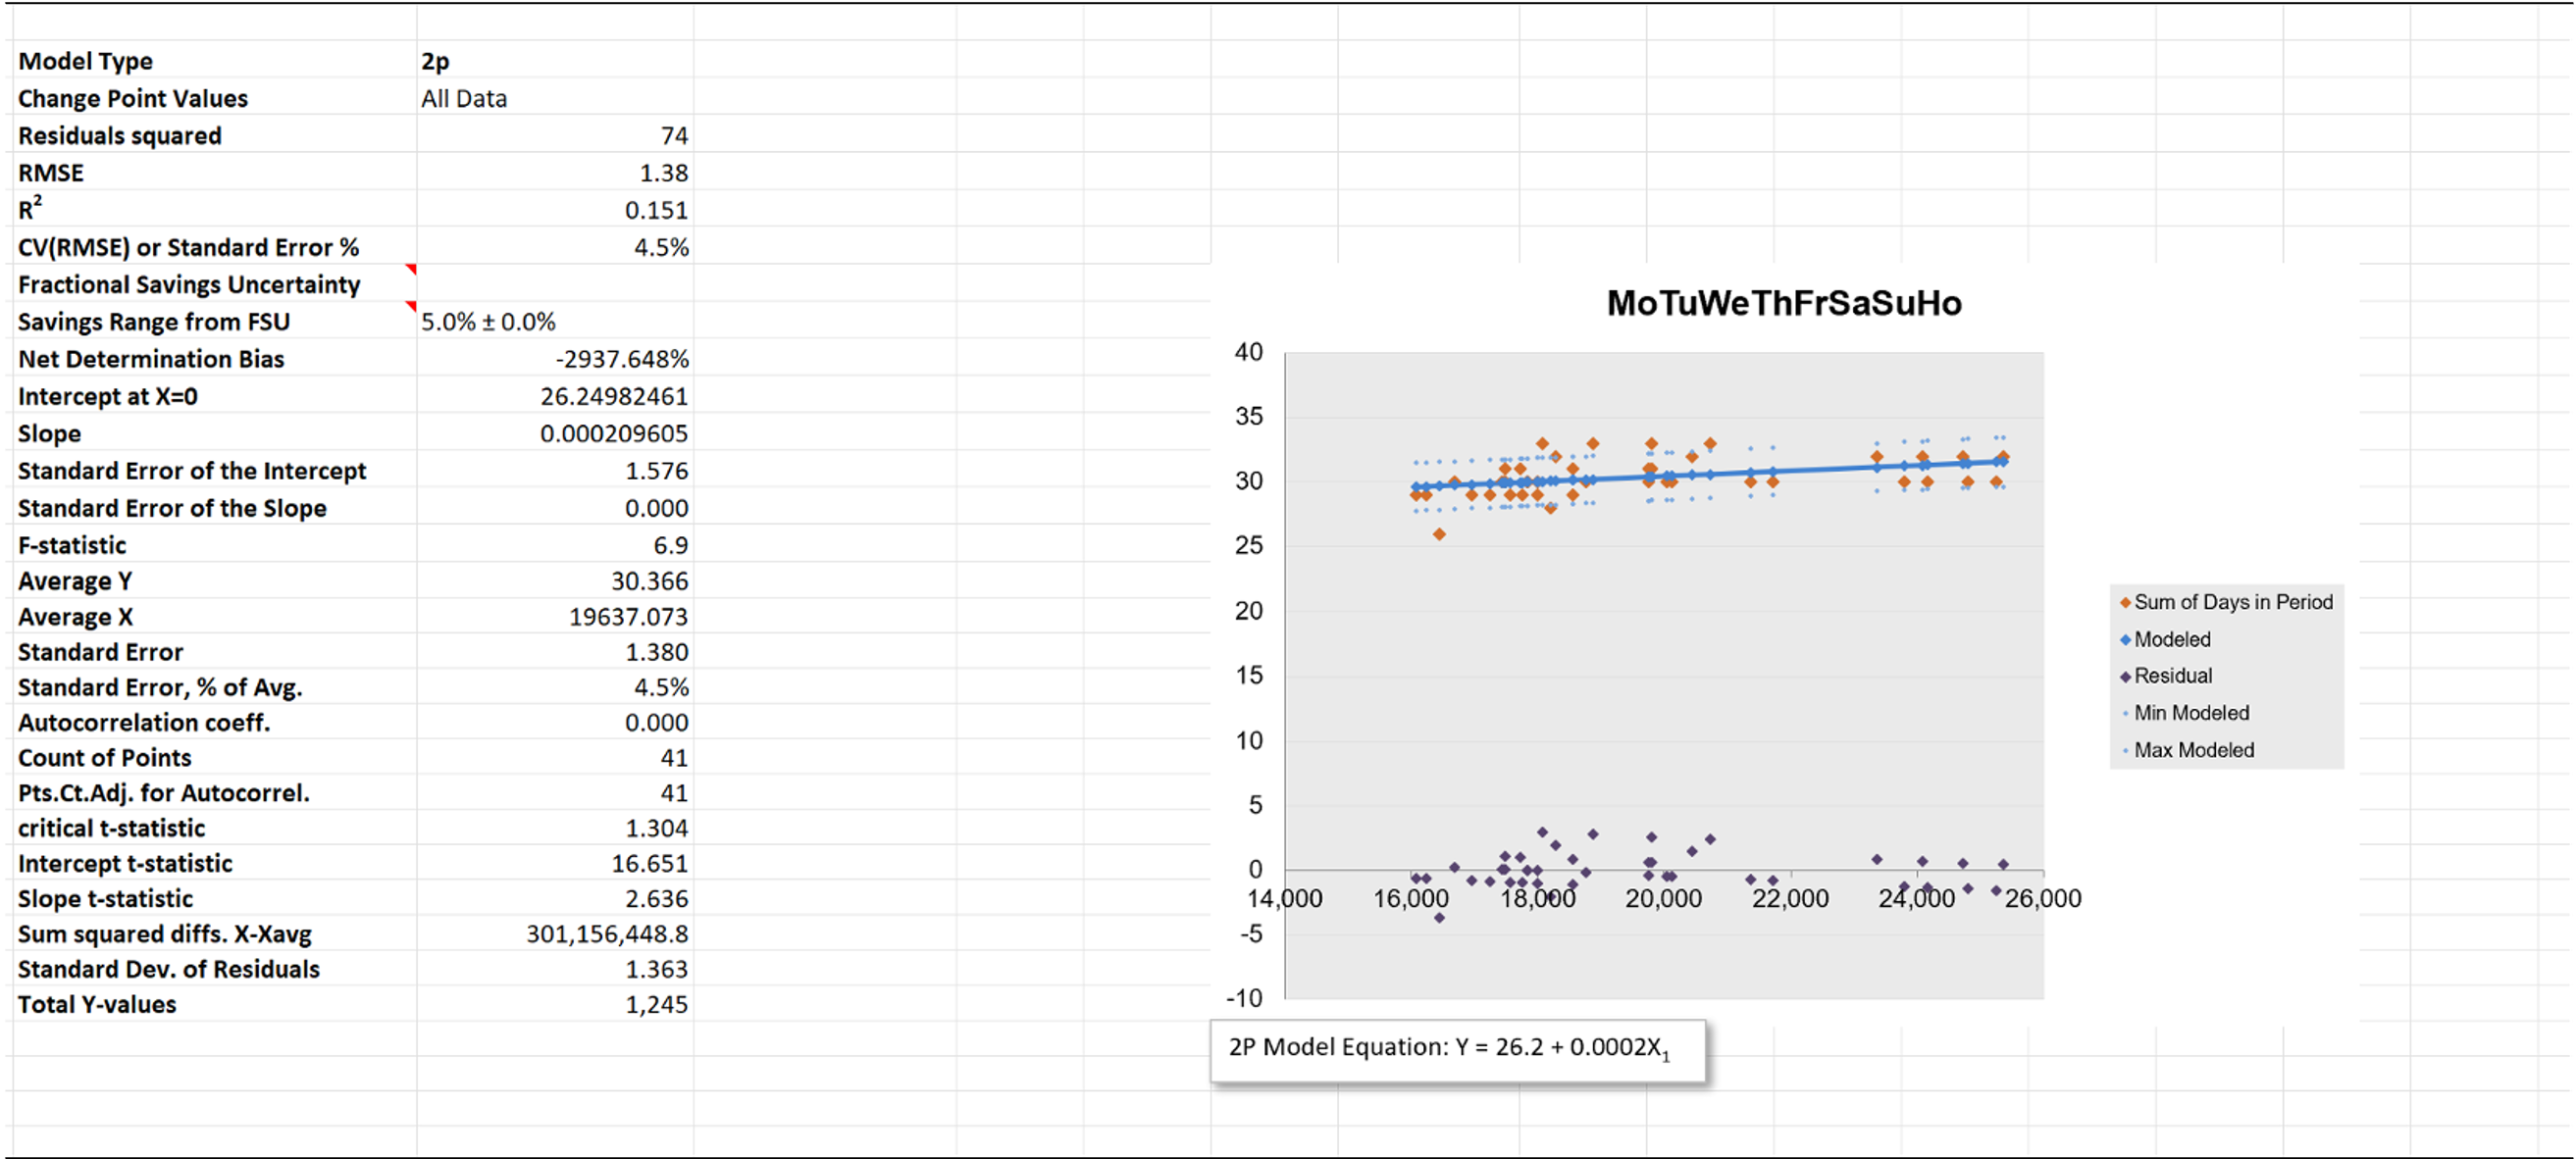 Model Type 2p
Change Point Values All Data
Residuals squared 74
RMSE 1.38
R² 0.151
CV(RMSE) or Standard Error % 4.5%
Fractional Savings Uncertainty
Savings Range from FSU 5.0% ± 0.0%
Net Determination Bias -2937.648%
Intercept at X=0 26.24982461
Slope 0.000209605
Standard Error of the Intercept 1.576
Standard Error of the Slope 0.000
F-statistic 6.9
Average Y 30.366
Average X 19637.073
Standard Error 1.380
Standard Error, % of Avg. 4.5%
Autocorrelation coeff. 0.000
Count of Points 41
Pts.Ct.Adj. for Autocorrel. 41
critical t-statistic 1.304
Intercept t-statistic 16.651
Slope t-statistic 2.636
Sum squared diffs. X-Xavg 301,156,448.8
Standard Dev. of Residuals 1.363
Total Y-values 1,245
MoTuWeThFrSaSuHo
40
35
30
25
20
15
10
5
0
-5
-10
14,000 16,000 18,000 20,000 22,000 24,000 26,000
Sum of Days in Period
Modeled
Residual
Min Modeled
Max Modeled
2P Model Equation: Y = 26.2 + 0.0002X₁